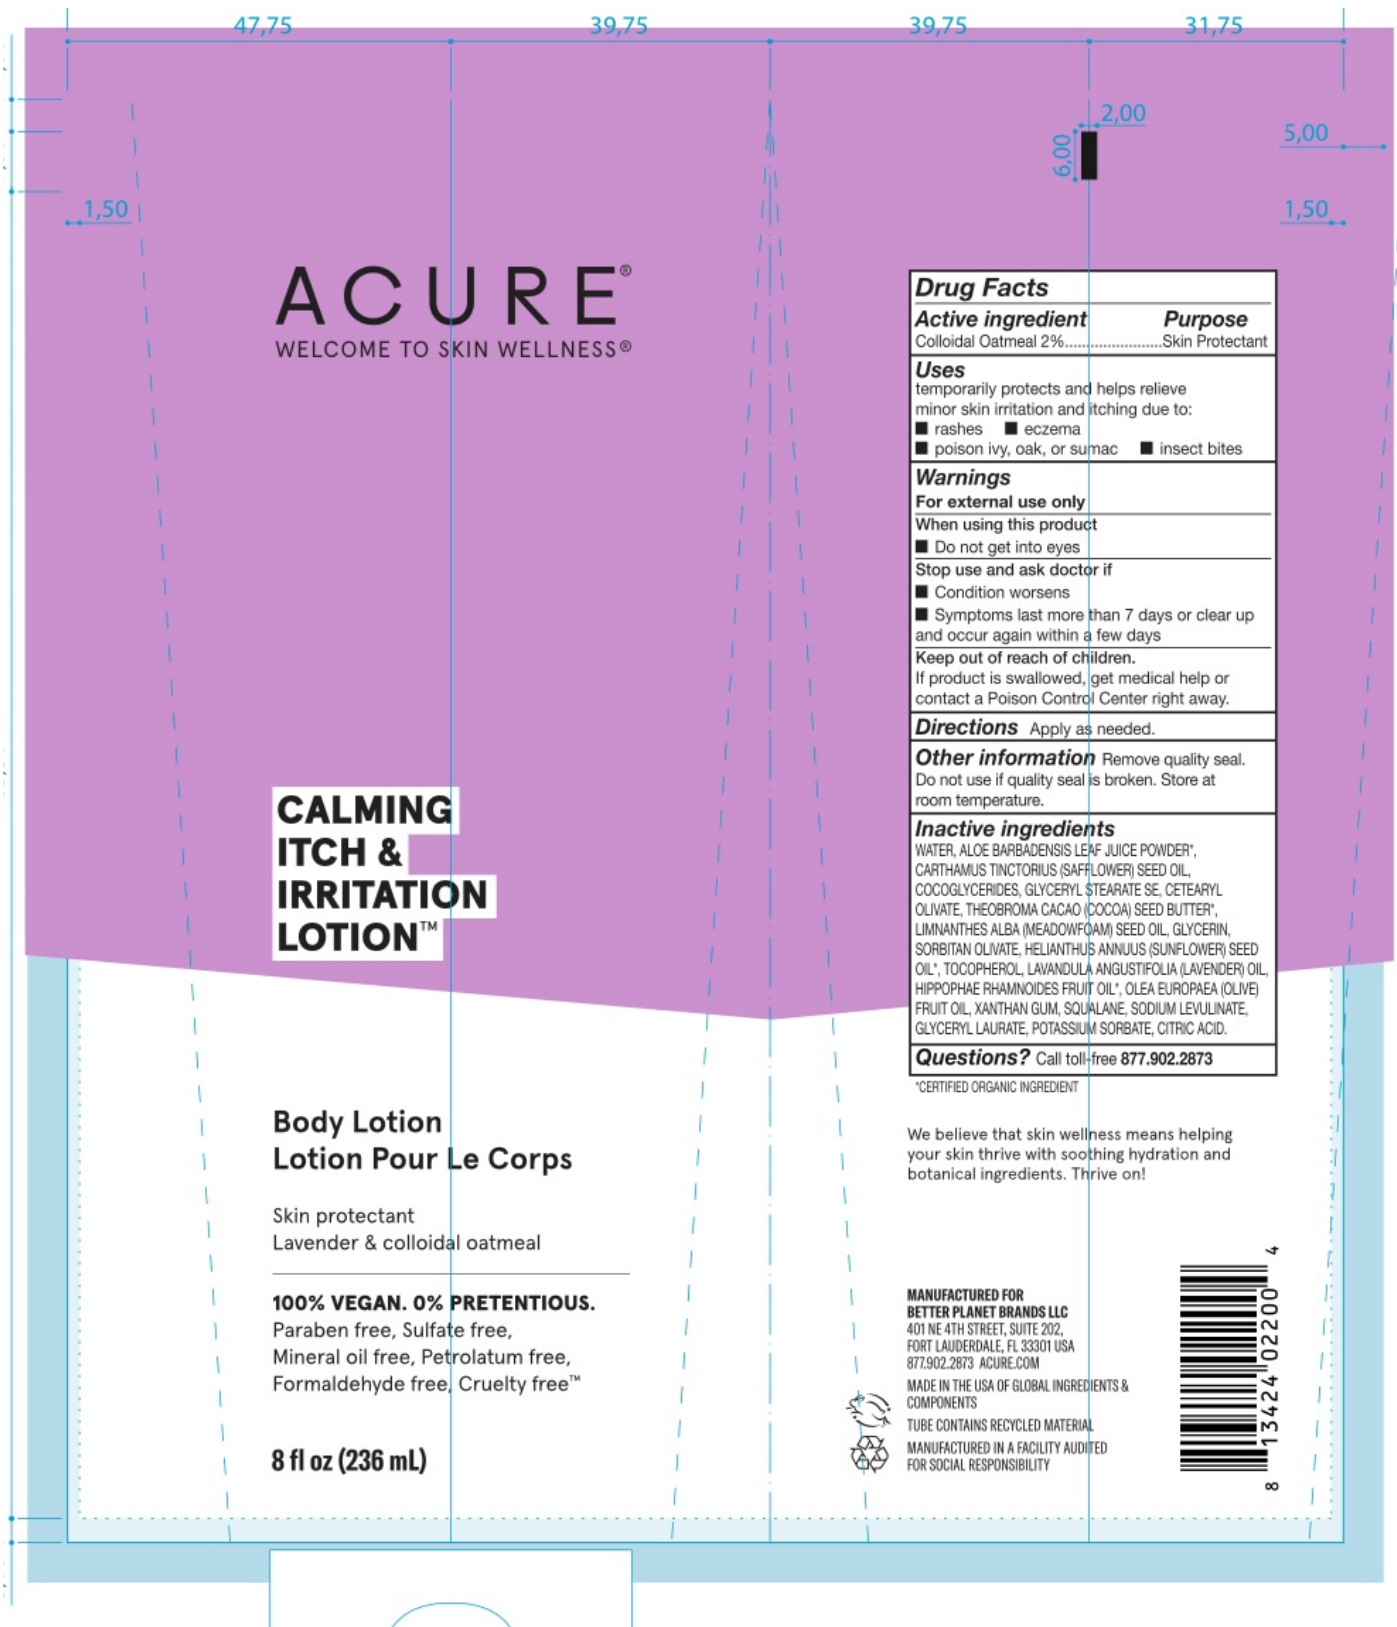 47,75
39,75
39,75
31,75
2,00
6,00
5,00
1,50
1,50
ACURE®
WELCOME TO SKIN WELLNESS®
CALMING
ITCH &
IRRITATION
LOTION™
Body Lotion
Lotion Pour Le Corps
Skin protectant
Lavender & colloidal oatmeal
100% VEGAN. 0% PRETENTIOUS.
Paraben free, Sulfate free,
Mineral oil free, Petrolatum free,
Formaldehyde free, Cruelty free™
8 fl oz (236 mL)
Drug Facts
Active ingredient Purpose
Colloidal Oatmeal 2%.......................Skin Protectant
Uses
temporarily protects and helps relieve
minor skin irritation and itching due to:
■ rashes ■ eczema
■ poison ivy, oak, or sumac ■ insect bites
Warnings
For external use only
When using this product
■ Do not get into eyes
Stop use and ask doctor if
■ Condition worsens
■ Symptoms last more than 7 days or clear up
and occur again within a few days
Keep out of reach of children.
If product is swallowed, get medical help or
contact a Poison Control Center right away.
Directions Apply as needed.
Other information Remove quality seal.
Do not use if quality seal is broken. Store at
room temperature.
Inactive ingredients
WATER, ALOE BARBADENSIS LEAF JUICE POWDER*,
CARTHAMUS TINCTORIUS (SAFFLOWER) SEED OIL,
COCOGLYCERIDES, GLYCERYL STEARATE SE, CETEARYL
OLIVATE, THEOBROMA CACAO (COCOA) SEED BUTTER*,
LIMNANTHES ALBA (MEADOWFOAM) SEED OIL, GLYCERIN,
SORBITAN OLIVATE, HELIANTHUS ANNUUS (SUNFLOWER) SEED
OIL*, TOCOPHEROL, LAVANDULA ANGUSTIFOLIA (LAVENDER) OIL,
HIPPOPHAE RHAMNOIDES FRUIT OIL*, OLEA EUROPAEA (OLIVE)
FRUIT OIL, XANTHAN GUM, SQUALANE, SODIUM LEVULINATE,
GLYCERYL LAURATE, POTASSIUM SORBATE, CITRIC ACID.
Questions? Call toll-free 877.902.2873
*CERTIFIED ORGANIC INGREDIENT
We believe that skin wellness means helping
your skin thrive with soothing hydration and
botanical ingredients. Thrive on!
MANUFACTURED FOR
BETTER PLANET BRANDS LLC
401 NE 4TH STREET, SUITE 202,
FORT LAUDERDALE, FL 33301 USA
877.902.2873 ACURE.COM
MADE IN THE USA OF GLOBAL INGREDIENTS &
COMPONENTS
TUBE CONTAINS RECYCLED MATERIAL
MANUFACTURED IN A FACILITY AUDITED
FOR SOCIAL RESPONSIBILITY
8 13424 02200 4